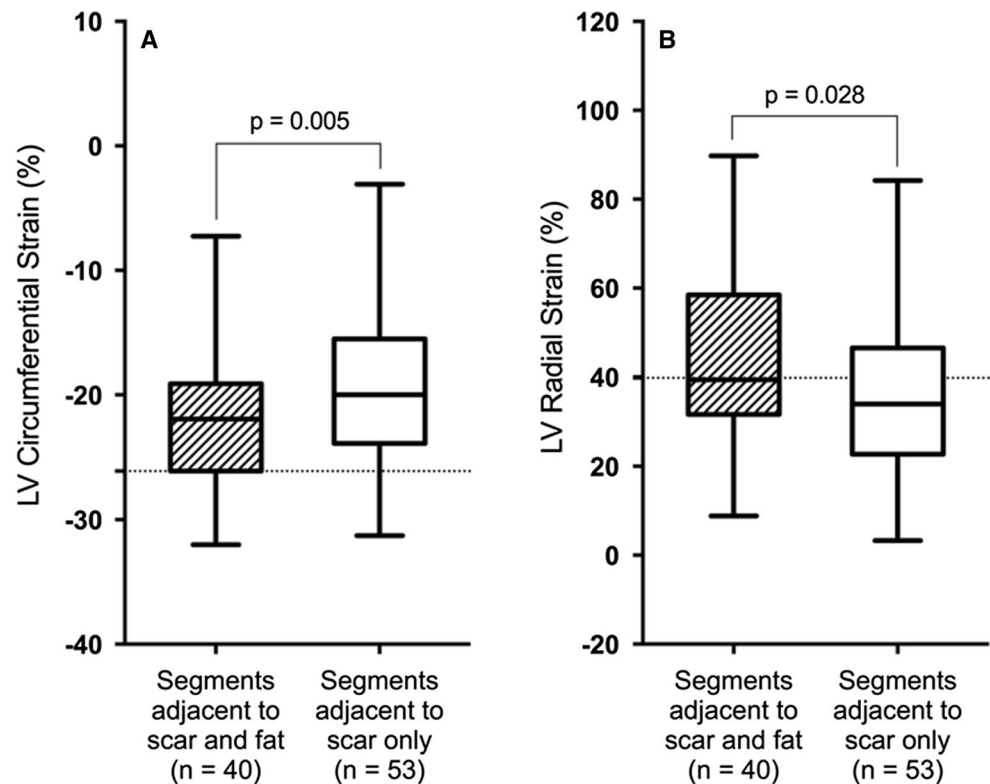 A
LV Circumferential Strain (%)
10
0
-10
-20
-30
-40
p = 0.005
Segments
adjacent to
scar and fat
(n = 40)
Segments
adjacent to
scar only
(n = 53)
B
LV Radial Strain (%)
120
100
80
60
40
20
0
-20
p = 0.028
Segments
adjacent to
scar and fat
(n = 40)
Segments
adjacent to
scar only
(n = 53)